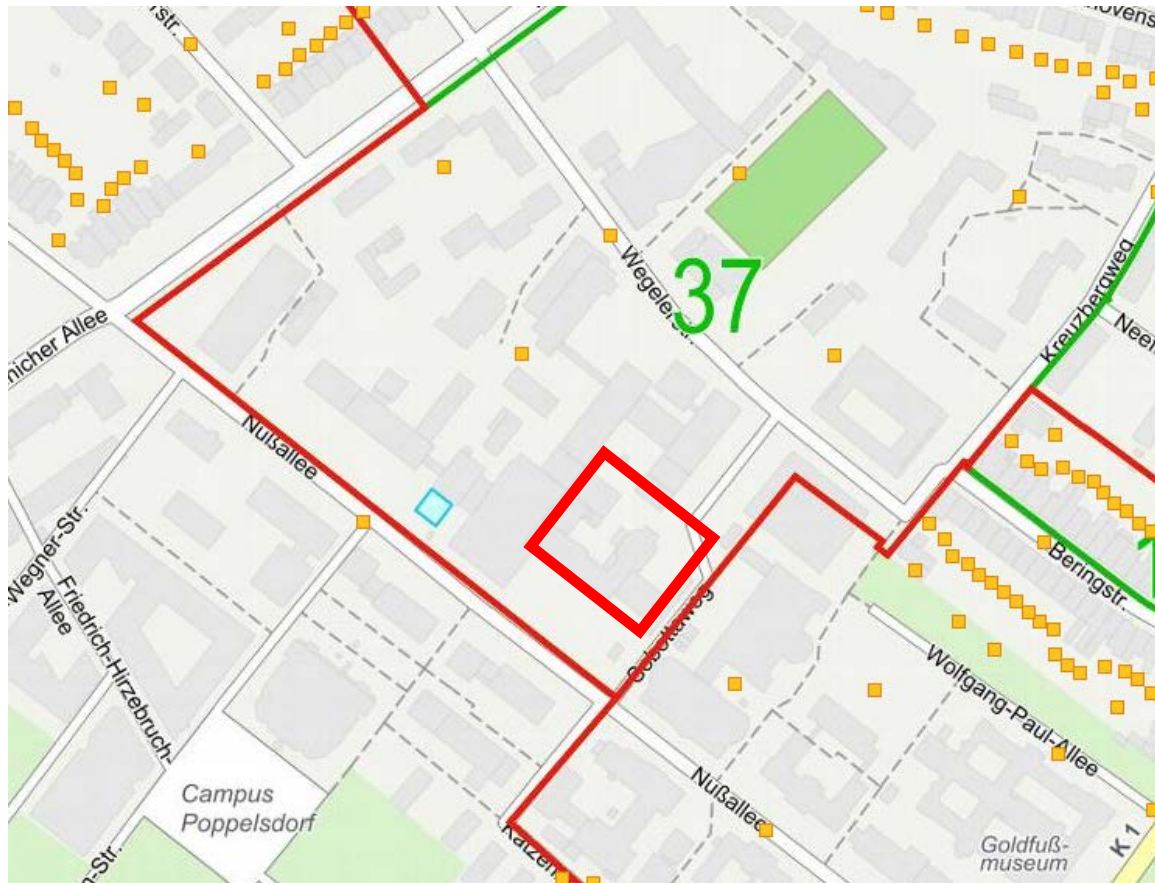 37
Wegelerstr.
Kreuzbergweg
Nußallee
Friedrich-Hirzebruch-
Allee
Beringstr.
Wolfgang-Paul-Allee
Campus
Poppelsdorf
Nußallee
Goldfuß-
museum
K 1